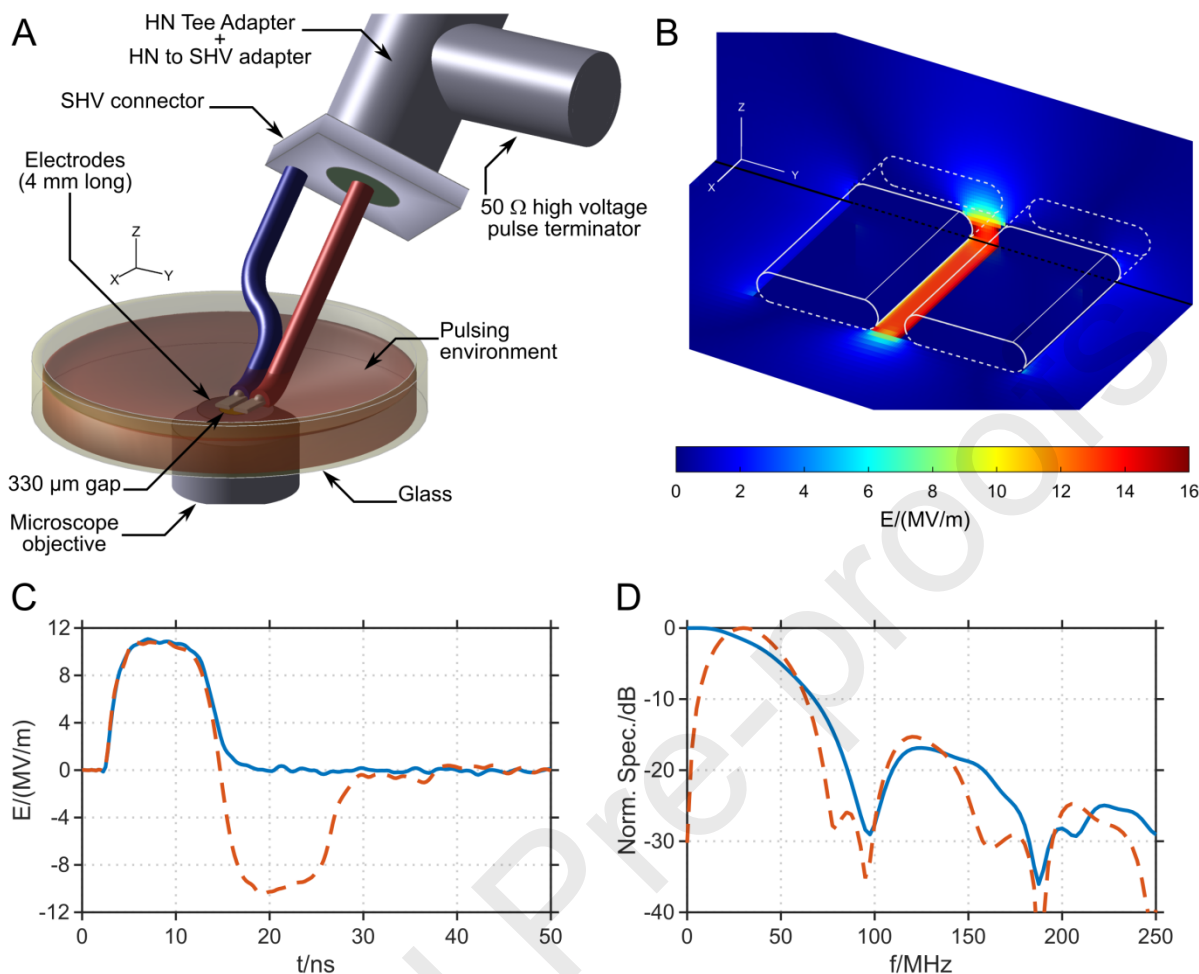 A
HN Tee Adapter
+
HN to SHV adapter
SHV connector
Electrodes
(4 mm long)
50 Ω high voltage
pulse terminator
Z
X
Y
Pulsing
environment
330 µm gap
Glass
Microscope
objective
B
Z
X
Y
0 2 4 6 8 10 12 14 16
E/(MV/m)
C
12
8
4
0
-4
-8
-12
E/(MV/m)
0 10 20 30 40 50
t/ns
D
0
-10
-20
-30
-40
Norm. Spec./dB
0 50 100 150 200 250
f/MHz
Pre-proofs